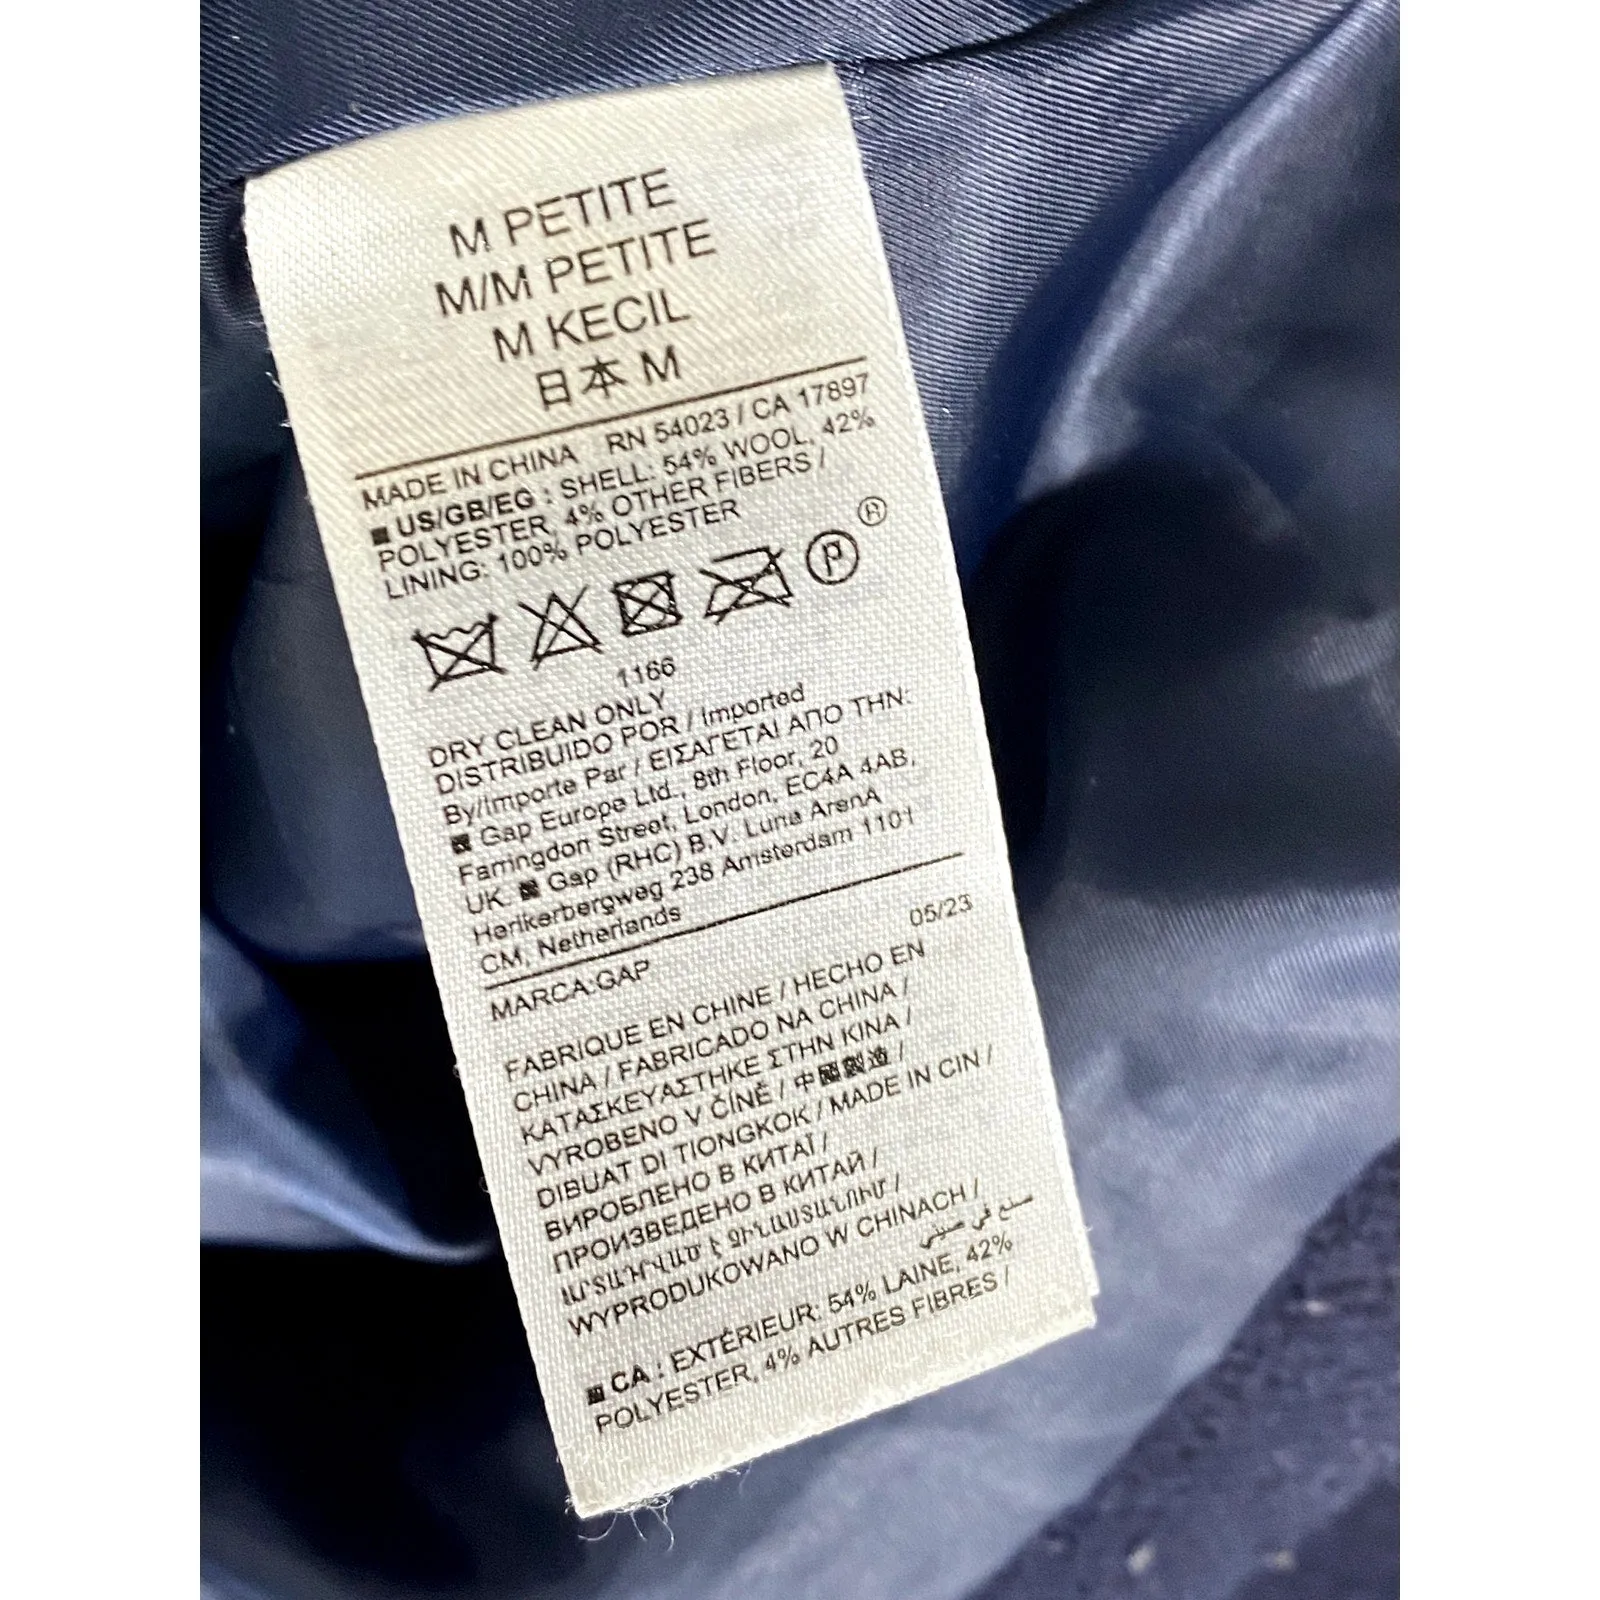 M PETITE
M/M PETITE
M KECIL
日本 M
MADE IN CHINA RN 54023 / CA 17897
US/GB/EG : SHELL: 54% WOOL, 42%
POLYESTER, 4% OTHER FIBERS /
LINING: 100% POLYESTER
P ®
1166
DRY CLEAN ONLY
DISTRIBUIDO POR / Imported
By/Importe Par / ΕΙΣΑΓΕΤΑΙ ΑΠΟ ΤΗΝ:
Gap Europe Ltd., 8th Floor, 20
Farringdon Street, London, EC4A 4AB,
UK. Gap (RHC) B.V. Luna ArenA
Herikerbergweg 238 Amsterdam 1101
CM, Netherlands
05/23
MARCA:GAP
FABRIQUE EN CHINE / HECHO EN
CHINA / FABRICADO NA CHINA /
ΚΑΤΑΣΚΕΥΑΣΤΗΚΕ ΣΤΗΝ ΚΙΝΑ /
VYROBENO V ČÍNĚ / 中國製造 /
DIBUAT DI TIONGKOK / MADE IN CIN /
ВИРОБЛЕНО В КИТАЇ /
ПРОИЗВЕДЕНО В КИТАЙ /
ԱՐՏԱԴՐՎԱԾ Է ՉԻՆԱՍՏԱՆՈՒՄ /
WYPRODUKOWANO W CHINACH /
صنع في صيني
CA : EXTÉRIEUR: 54% LAINE, 42%
POLYESTER, 4% AUTRES FIBRES /